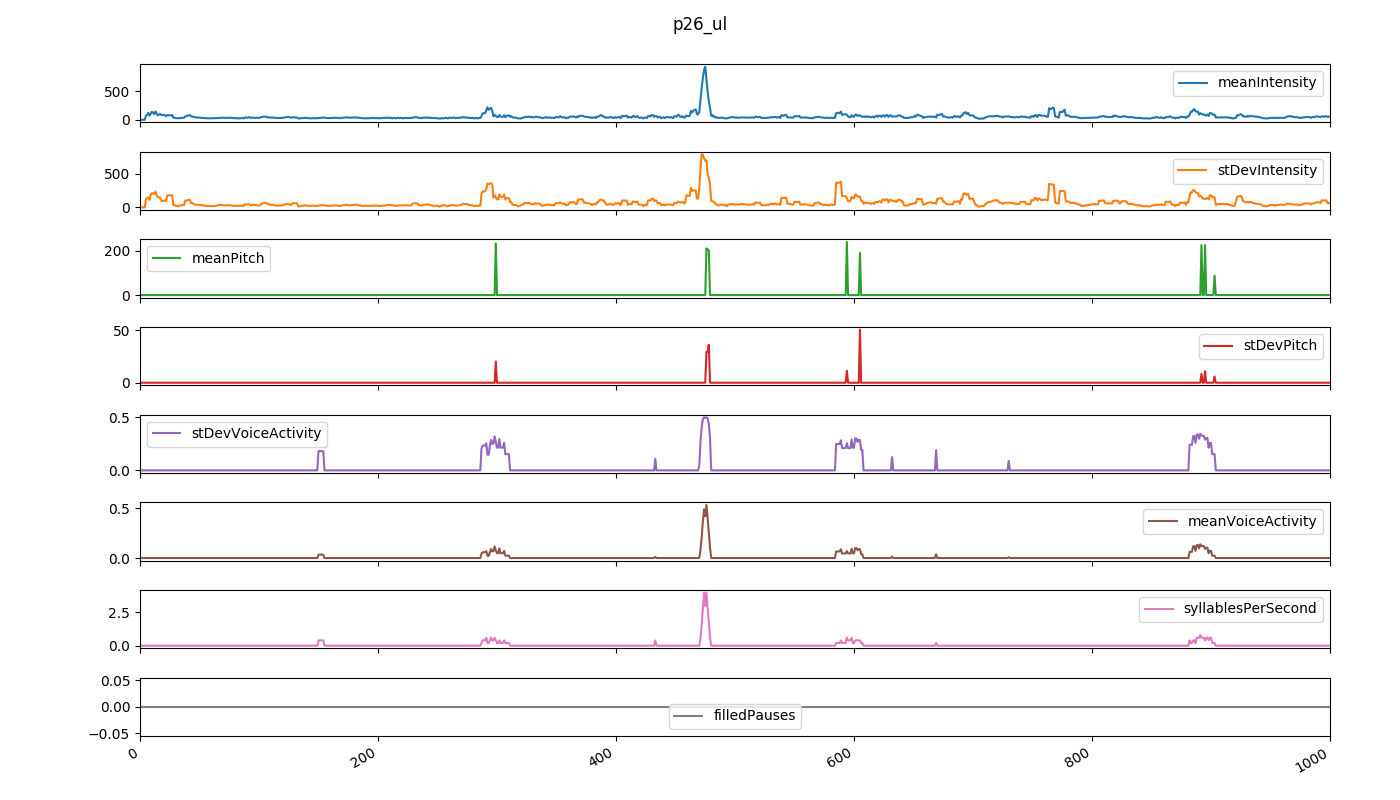 p26_ul
500
0
meanIntensity
500
0
stDevIntensity
200
0
meanPitch
50
0
stDevPitch
0.5
0.0
stDevVoiceActivity
0.5
0.0
meanVoiceActivity
2.5
0.0
syllablesPerSecond
0.05
0.00
−0.05
filledPauses
0 200 400 600 800 1000